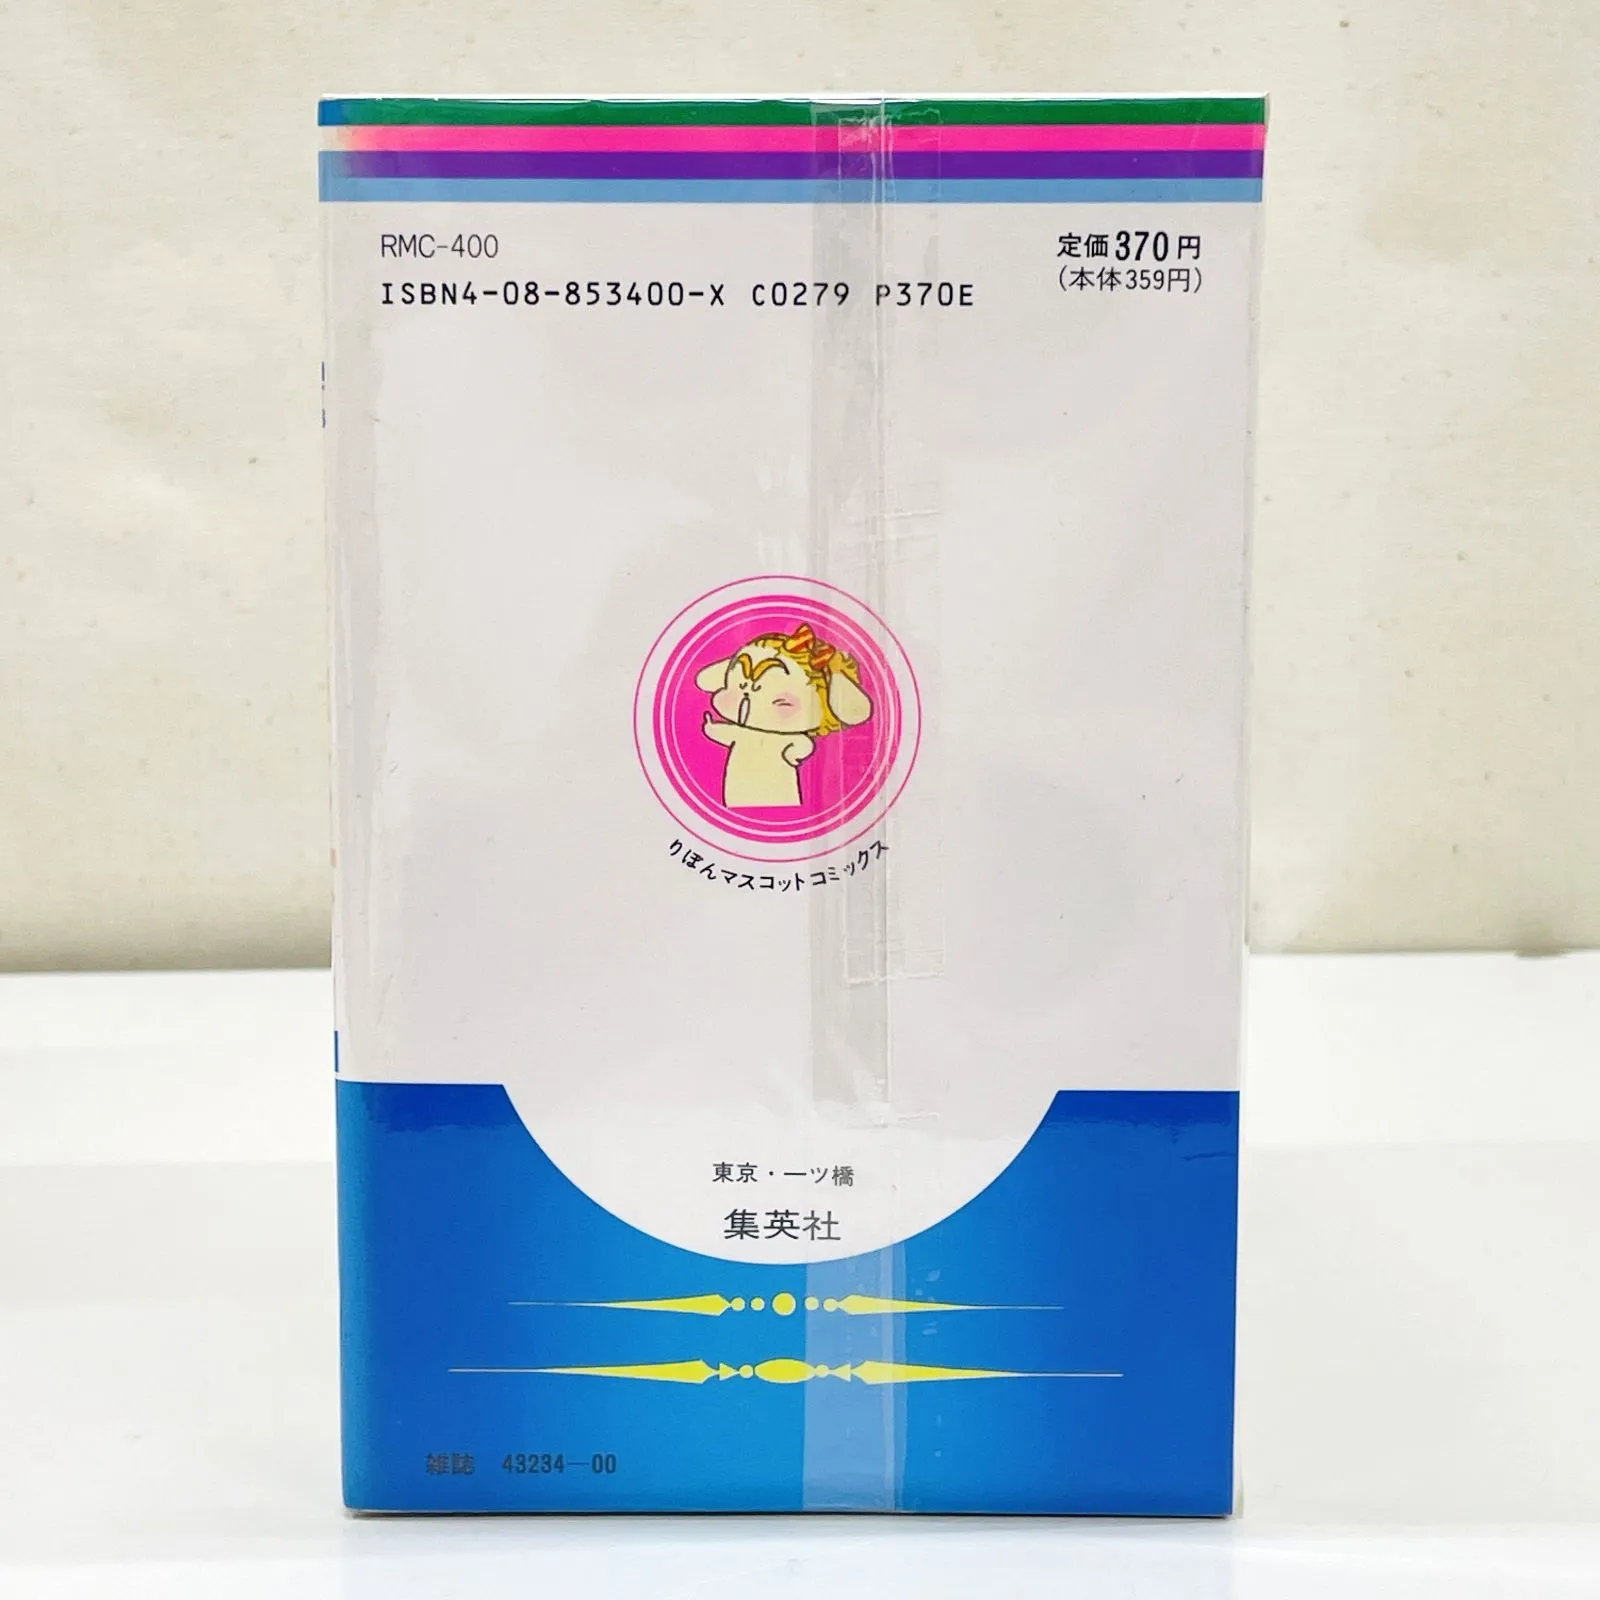 RMC-400
ISBN4-08-853400-X C0279 P370E
定価370円
(本体359円)
りぼんマスコットコミックス
東京・一ツ橋
集英社
雑誌 43234—00